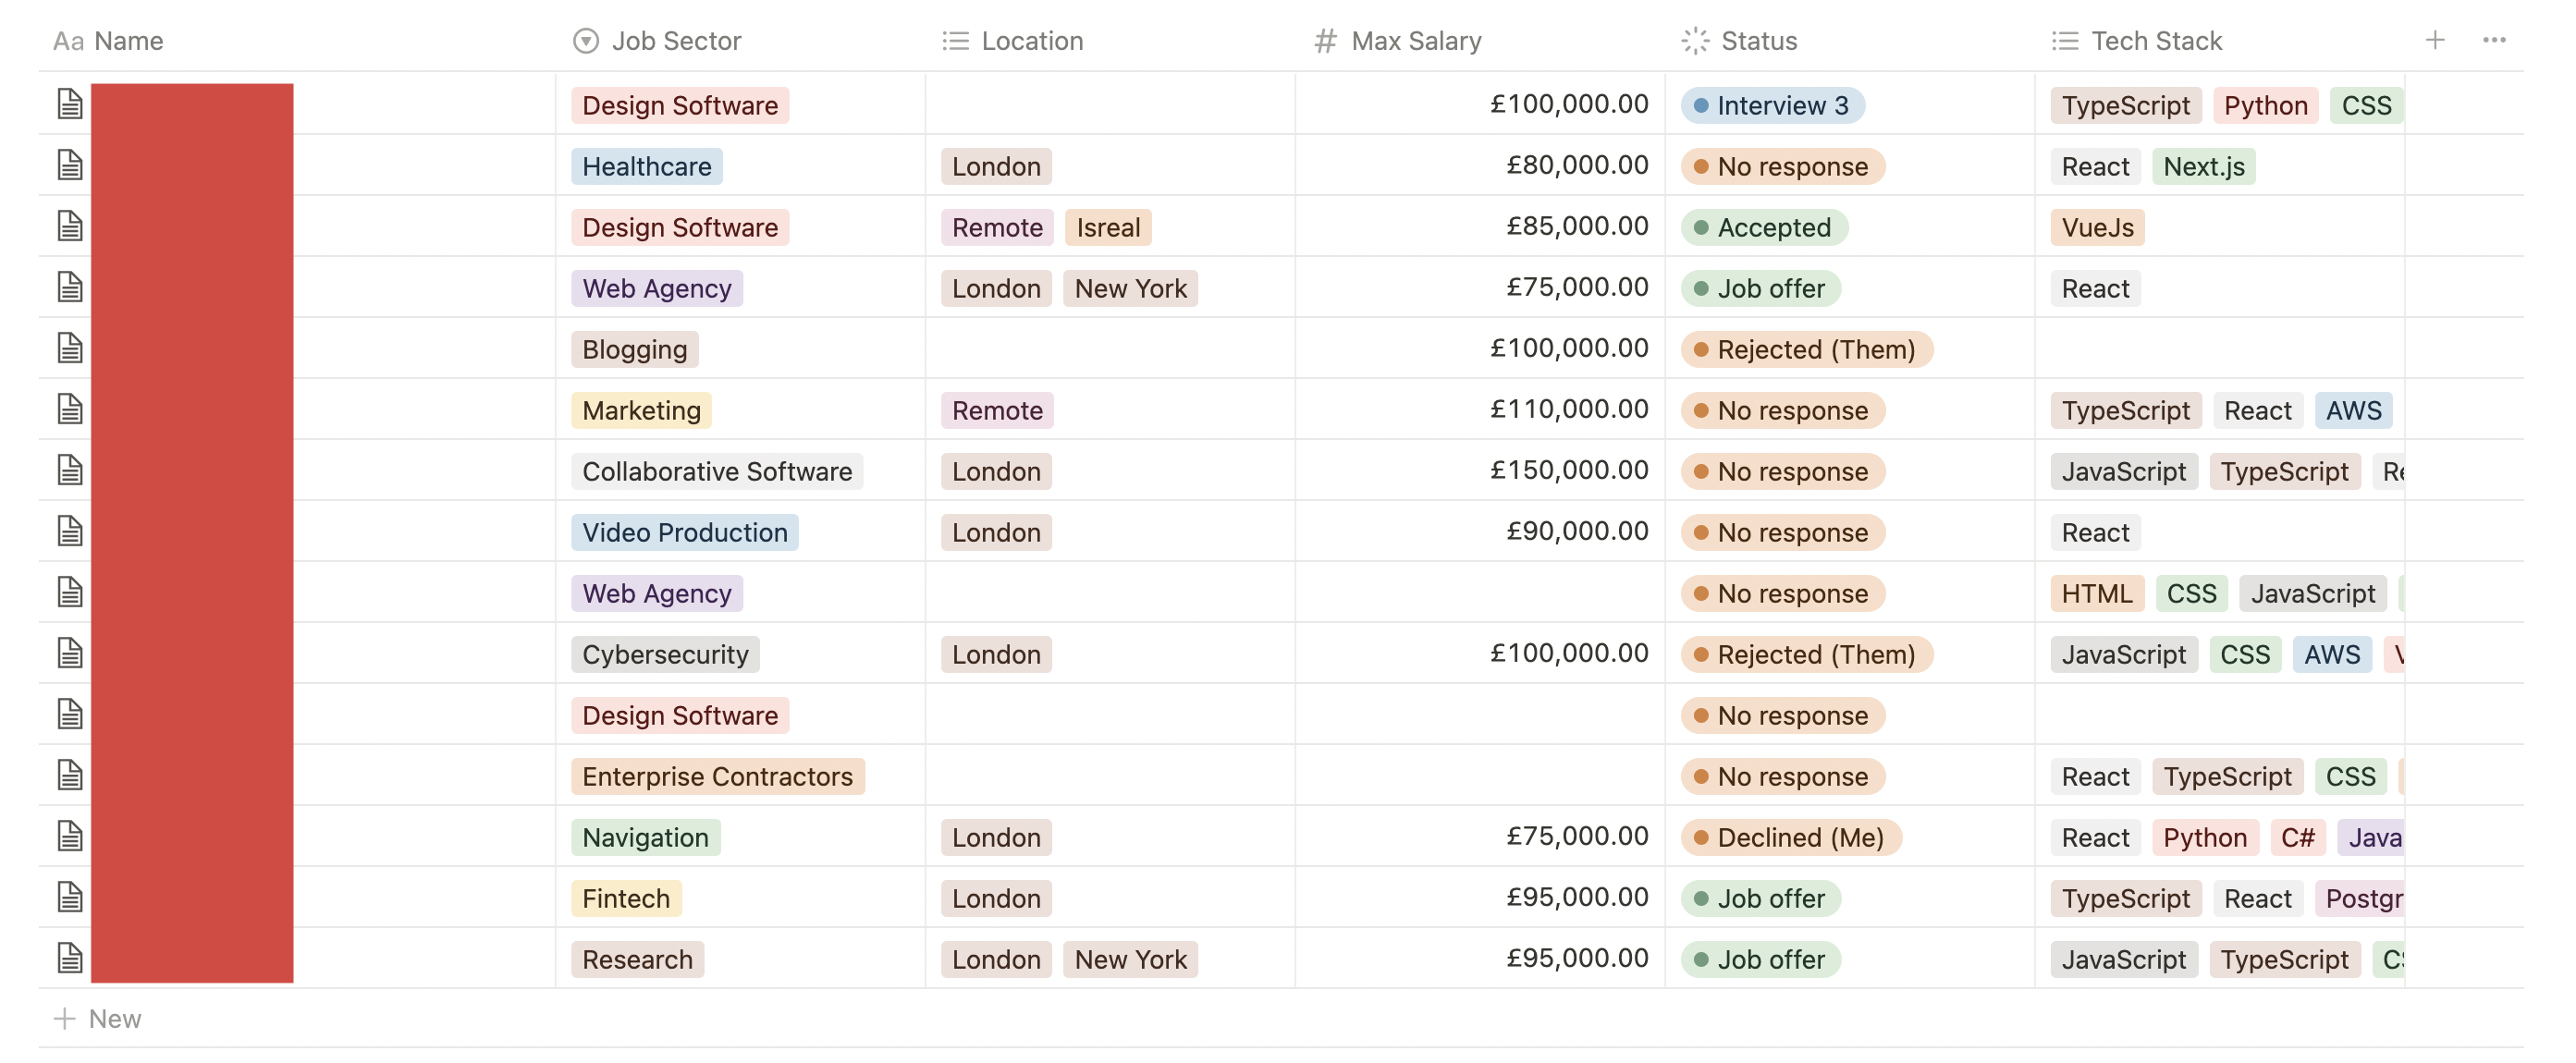 Aa Name Job Sector Location # Max Salary Status Tech Stack
Design Software £100,000.00 Interview 3 TypeScript Python CSS
Healthcare London £80,000.00 No response React Next.js
Design Software Remote Isreal £85,000.00 Accepted VueJs
Web Agency London New York £75,000.00 Job offer React
Blogging £100,000.00 Rejected (Them)
Marketing Remote £110,000.00 No response TypeScript React AWS
Collaborative Software London £150,000.00 No response JavaScript TypeScript
Video Production London £90,000.00 No response React
Web Agency No response HTML CSS JavaScript
Cybersecurity London £100,000.00 Rejected (Them) JavaScript CSS AWS
Design Software No response
Enterprise Contractors No response React TypeScript CSS
Navigation London £75,000.00 Declined (Me) React Python C# Java
Fintech London £95,000.00 Job offer TypeScript React Postgr
Research London New York £95,000.00 Job offer JavaScript TypeScript
+ New